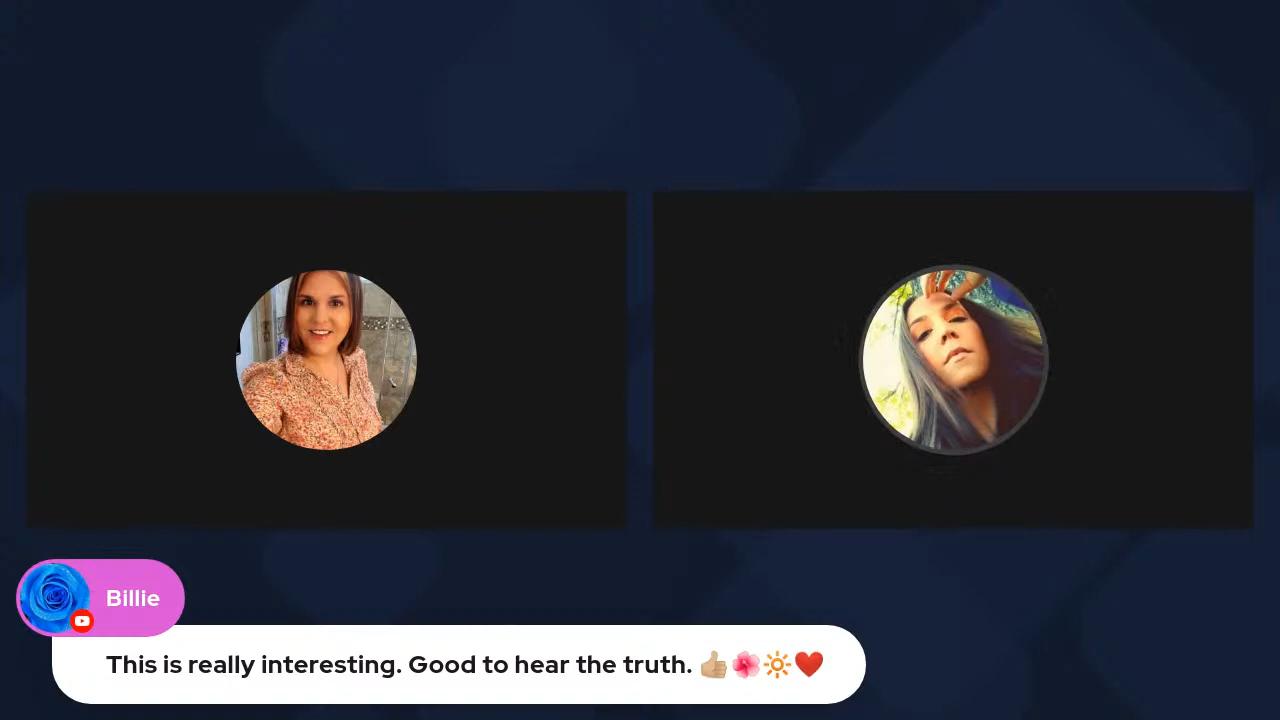 Billie
This is really interesting. Good to hear the truth. 👍🏼🌺🔆❤️